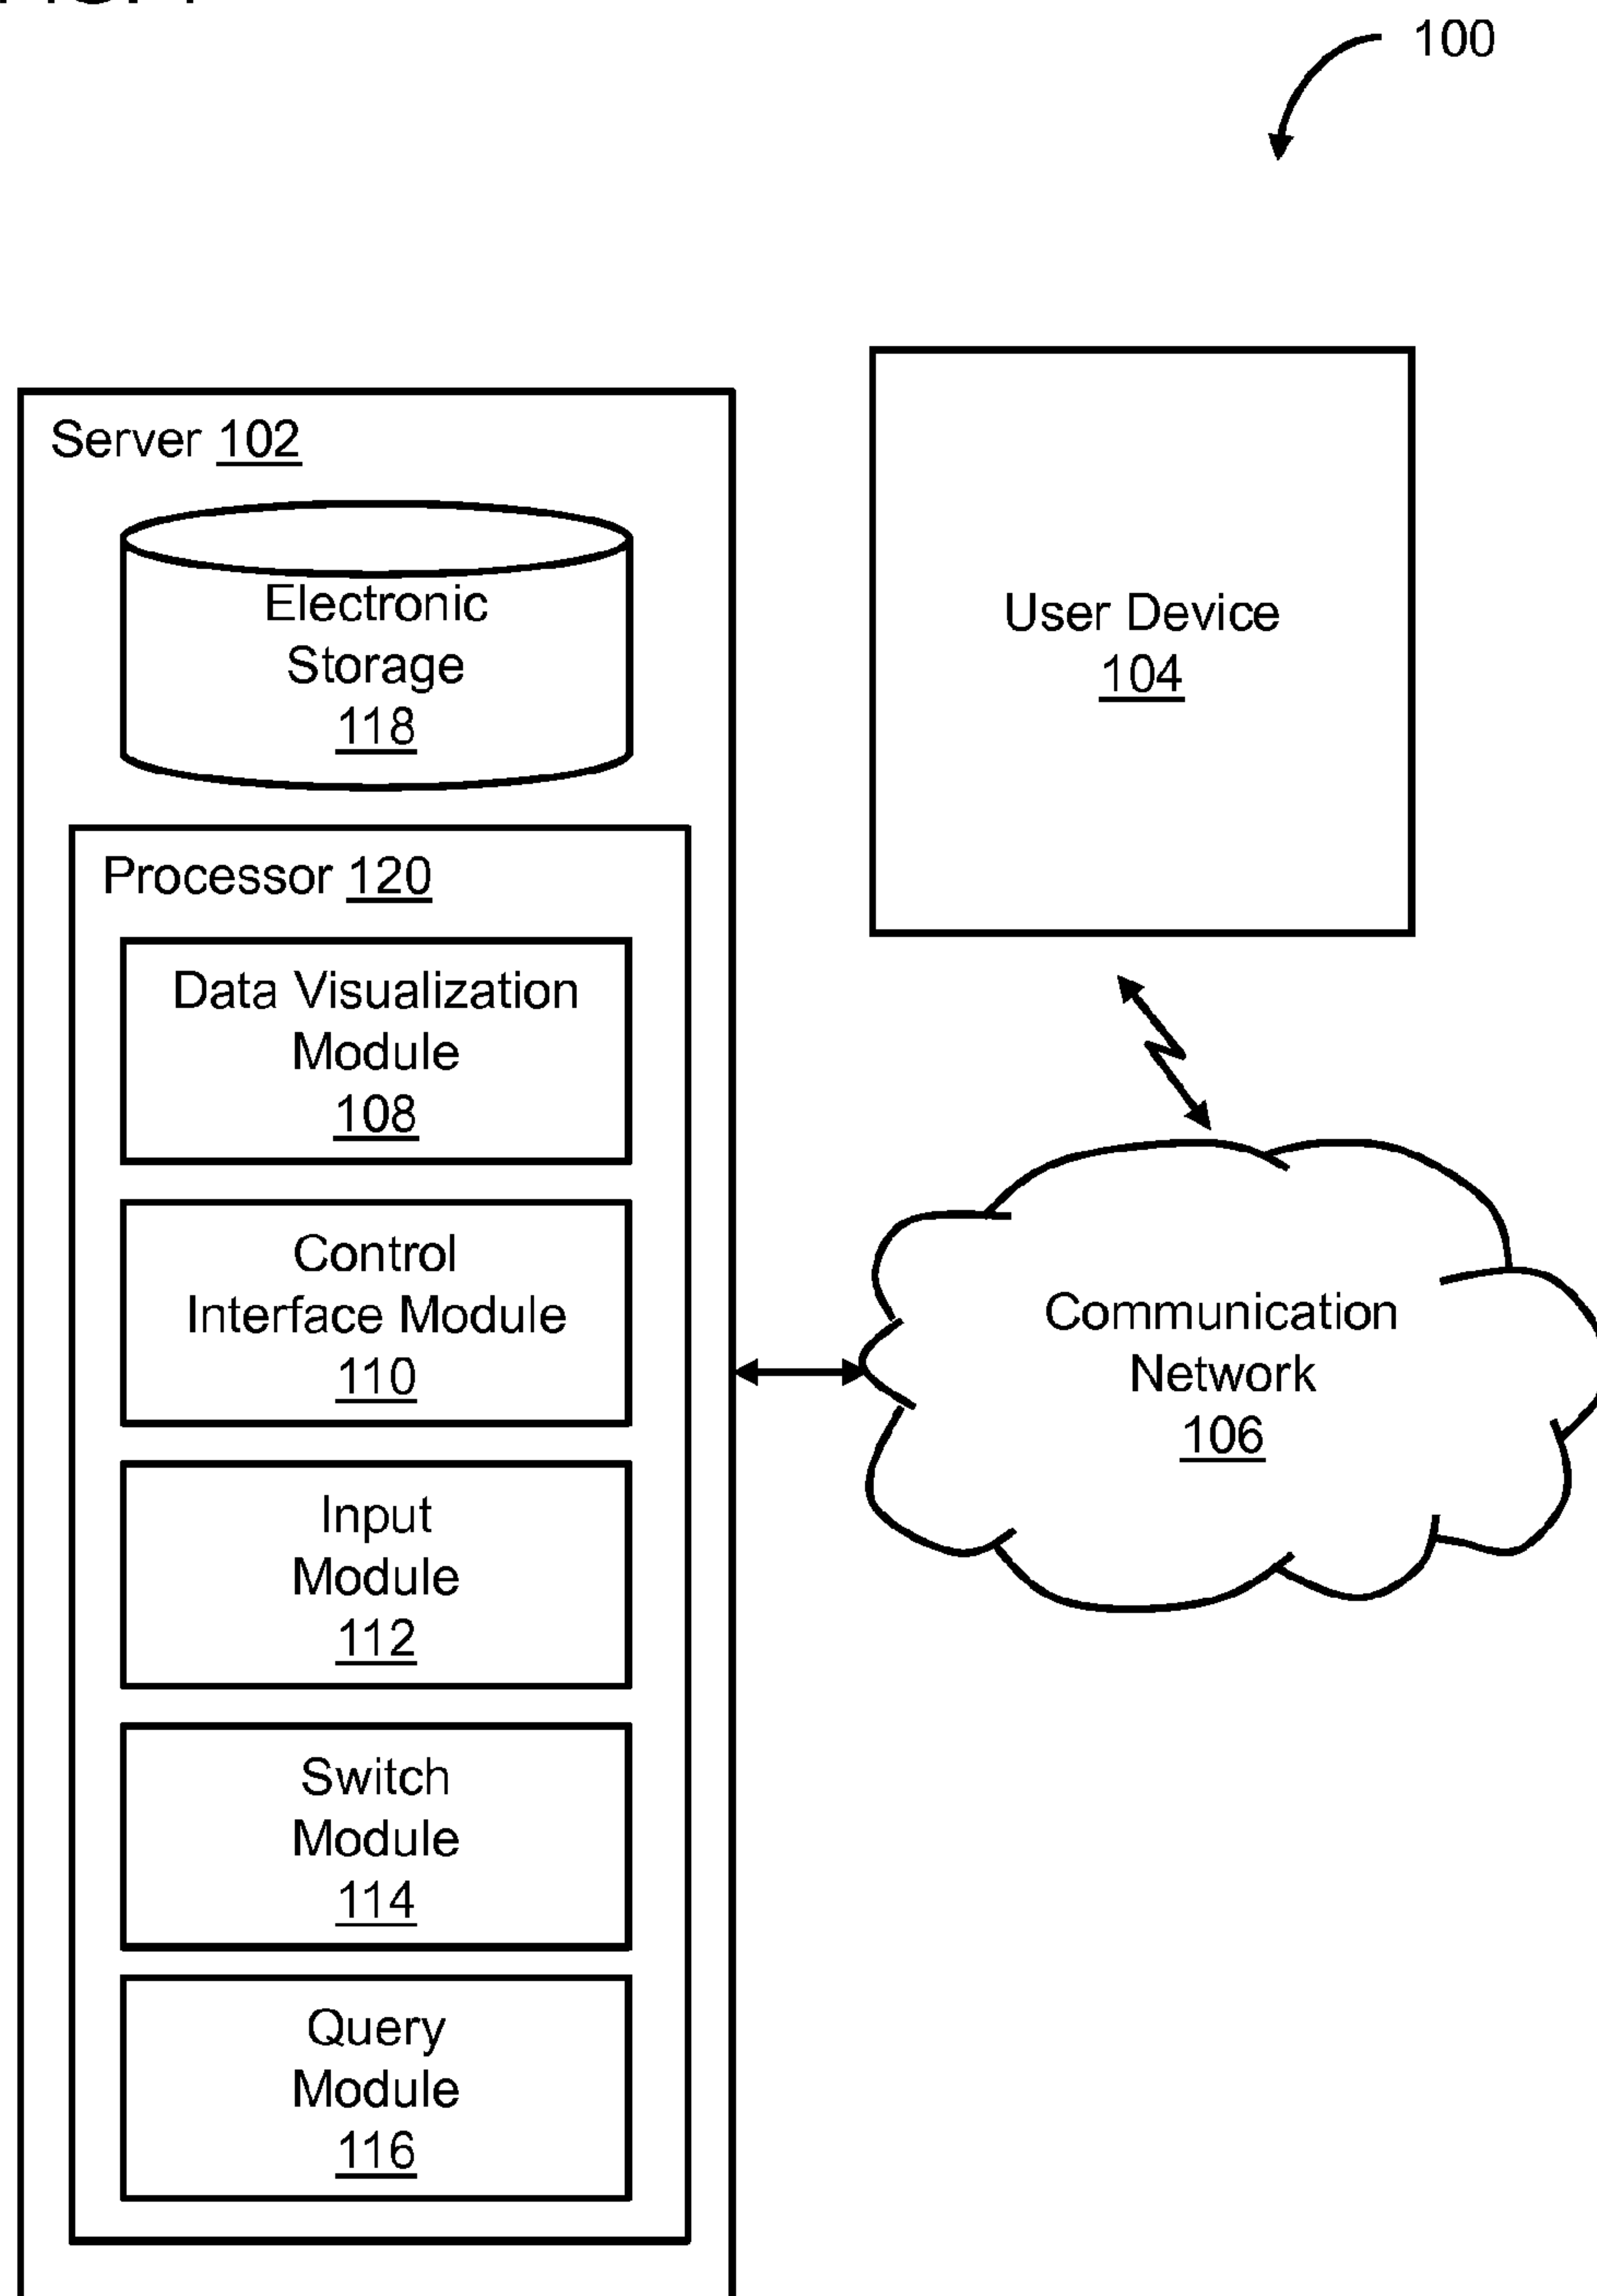 100
Server 102
Electronic
Storage
118
Processor 120
Data Visualization
Module
108
Control
Interface Module
110
Input
Module
112
Switch
Module
114
Query
Module
116
User Device
104
Communication
Network
106